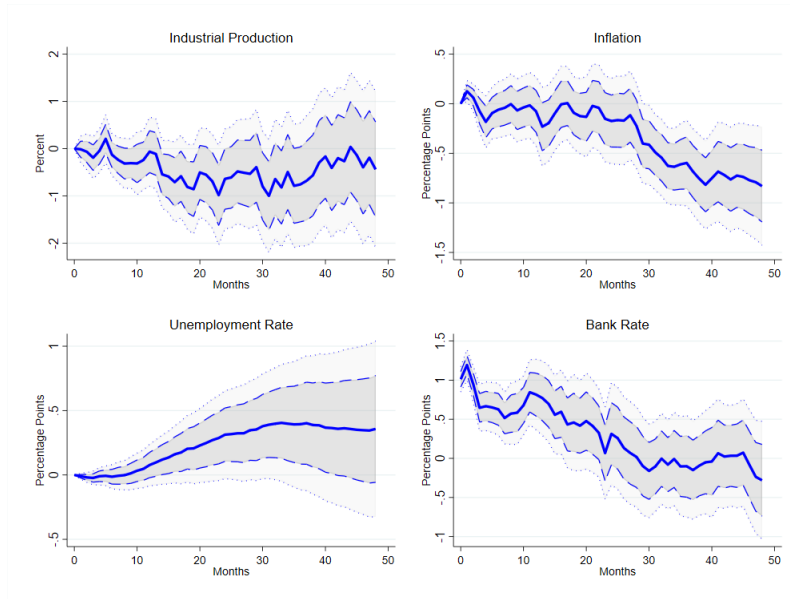 Industrial Production
Percent
2
1
0
-1
-2
0 10 20 30 40 50
Months
Inflation
Percentage Points
.5
0
-.5
-1
-1.5
0 10 20 30 40 50
Months
Unemployment Rate
Percentage Points
1
.5
0
-.5
0 10 20 30 40 50
Months
Bank Rate
Percentage Points
1.5
1
.5
0
-.5
-1
0 10 20 30 40 50
Months